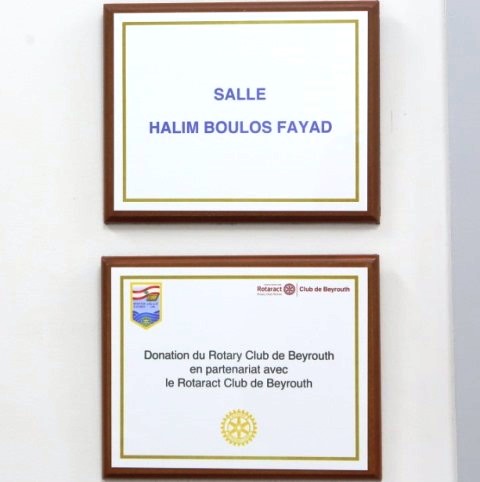 SALLE
HALIM BOULOS FAYAD
Rotaract
Club de Beyrouth
Donation du Rotary Club de Beyrouth
en partenariat avec
le Rotaract Club de Beyrouth